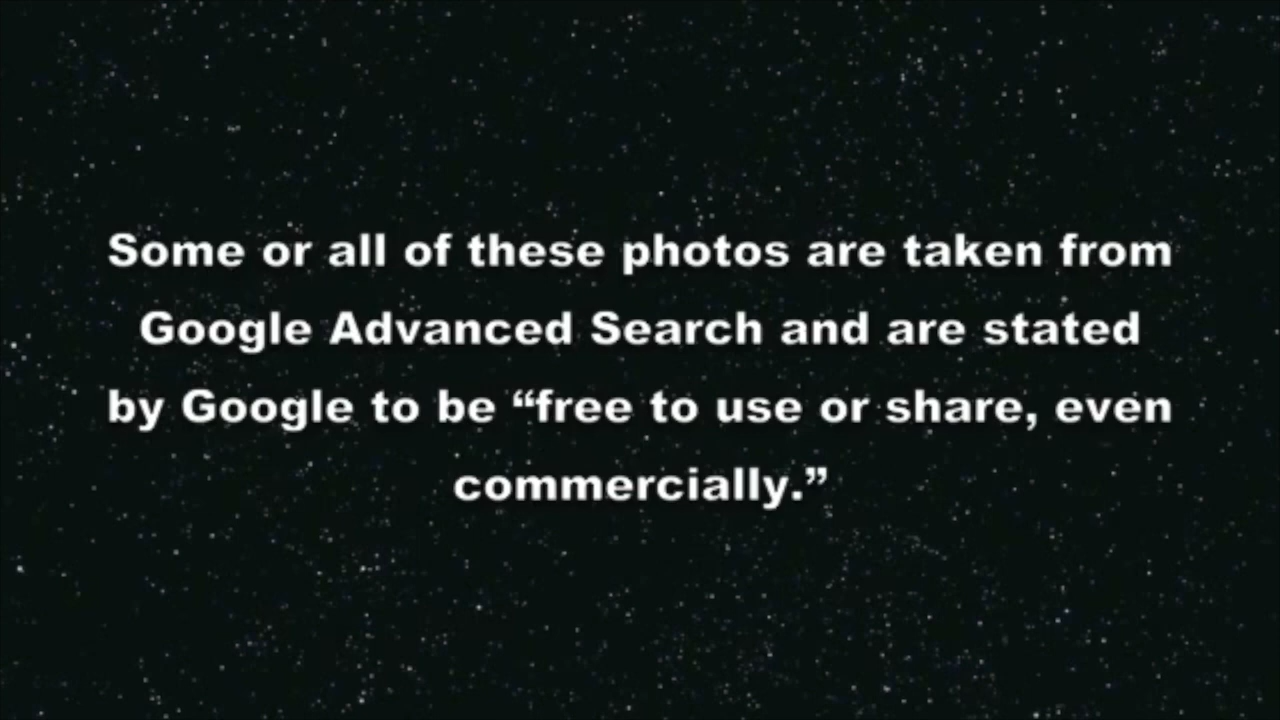 Some or all of these photos are taken from
Google Advanced Search and are stated
by Google to be “free to use or share, even
commercially.”